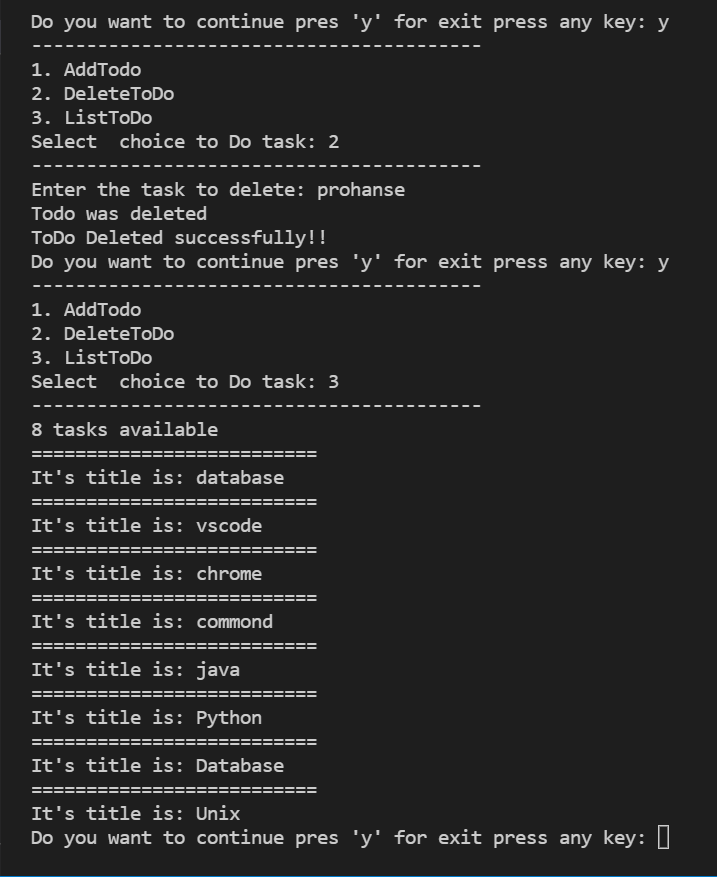 Do you want to continue pres 'y' for exit press any key: y
-----------------------------------------
1. AddTodo
2. DeleteToDo
3. ListToDo
Select  choice to Do task: 2
-----------------------------------------
Enter the task to delete: prohanse
Todo was deleted
ToDo Deleted successfully!!
Do you want to continue pres 'y' for exit press any key: y
-----------------------------------------
1. AddTodo
2. DeleteToDo
3. ListToDo
Select  choice to Do task: 3
-----------------------------------------
8 tasks available
==========================
It's title is: database
==========================
It's title is: vscode
==========================
It's title is: chrome
==========================
It's title is: commond
==========================
It's title is: java
==========================
It's title is: Python
==========================
It's title is: Database
==========================
It's title is: Unix
Do you want to continue pres 'y' for exit press any key: